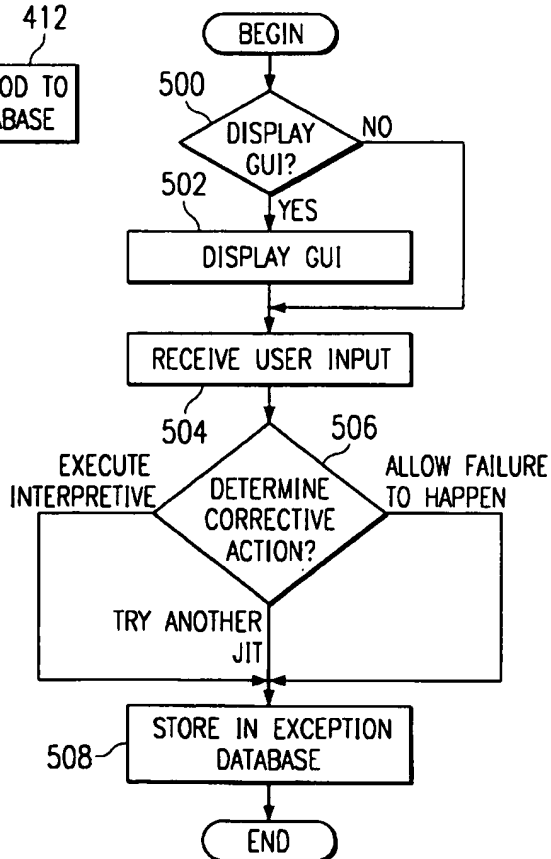 412
OD TO
ABASE
BEGIN
500
DISPLAY
GUI?
NO
YES
502
DISPLAY GUI
RECEIVE USER INPUT
504
506
EXECUTE
INTERPRETIVE
DETERMINE
CORRECTIVE
ACTION?
ALLOW FAILURE
TO HAPPEN
TRY ANOTHER
JIT
STORE IN EXCEPTION
DATABASE
508
END